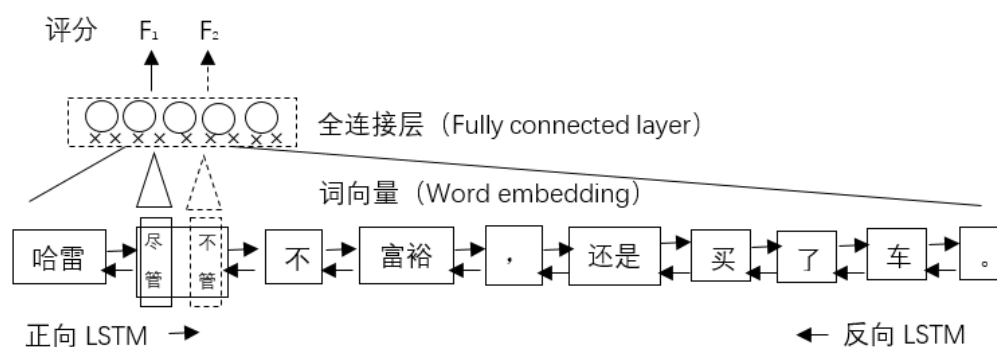 评分 F₁ F₂
全连接层（Fully connected layer）
词向量（Word embedding）
哈雷 尽管 不管 不 富裕 ， 还是 买 了 车 。
正向 LSTM 反向 LSTM